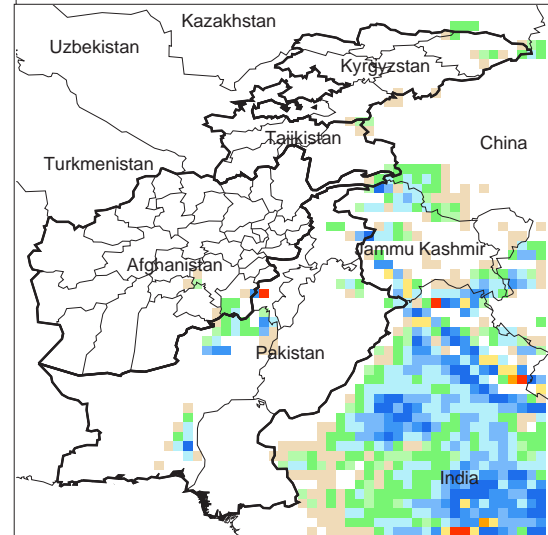 Kazakhstan
Uzbekistan
Kyrgyzstan
Tajikistan
China
Turkmenistan
Jammu Kashmir
Afghanistan
Pakistan
India